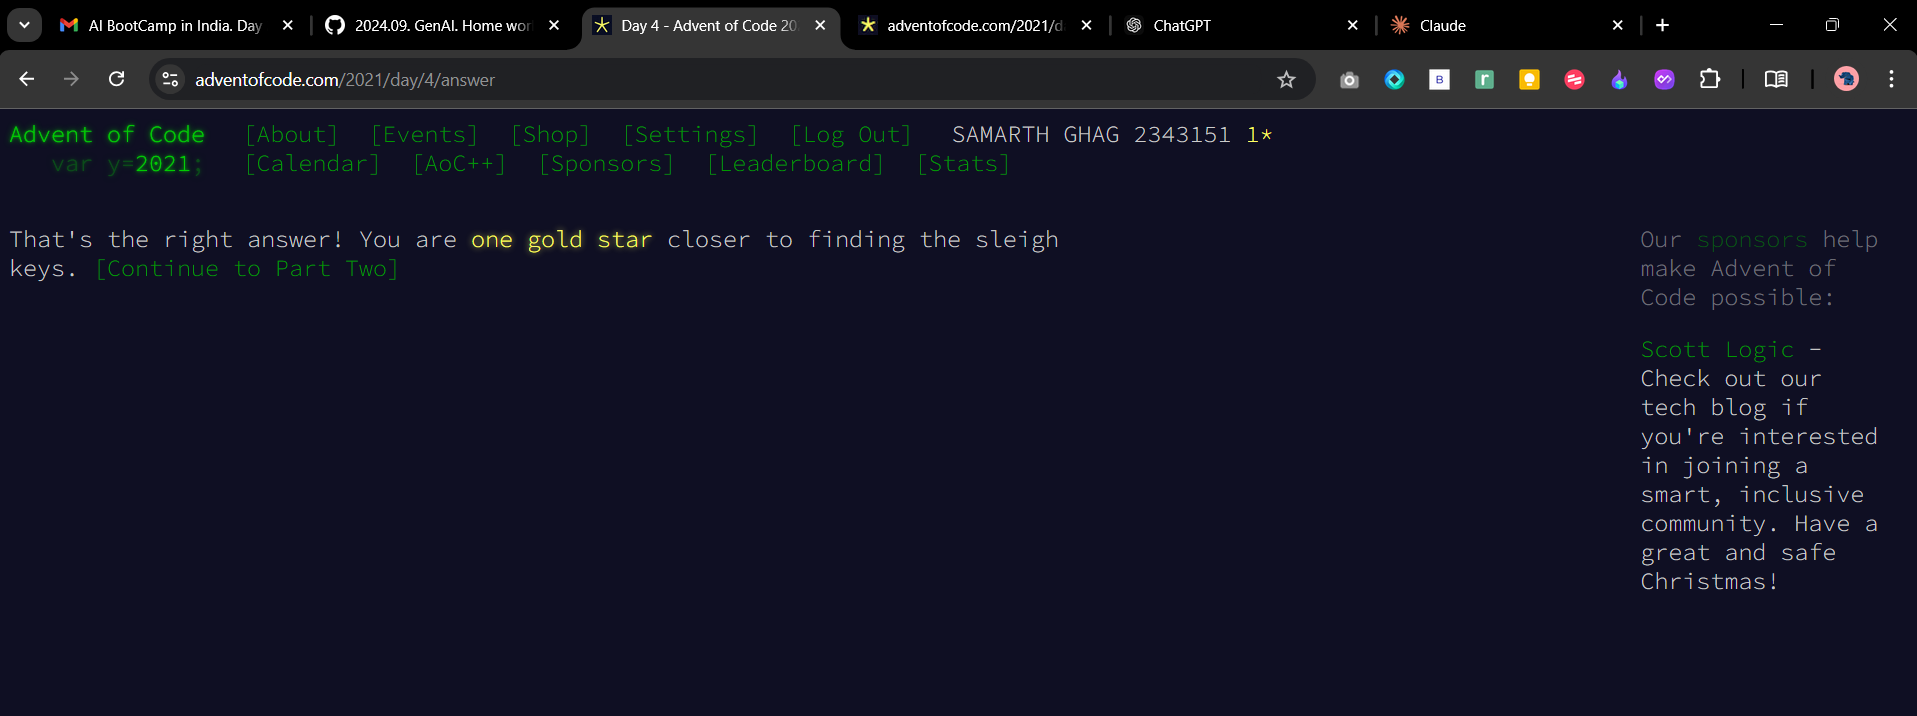 AI BootCamp in India. Day
2024.09. GenAI. Home wor
Day 4 - Advent of Code 20
adventofcode.com/2021/d
ChatGPT
Claude
adventofcode.com/2021/day/4/answer
Advent of Code [About] [Events] [Shop] [Settings] [Log Out] SAMARTH GHAG 2343151 1*
var y=2021; [Calendar] [AoC++] [Sponsors] [Leaderboard] [Stats]
That's the right answer! You are one gold star closer to finding the sleigh
keys. [Continue to Part Two]
Our sponsors help
make Advent of
Code possible:
Scott Logic -
Check out our
tech blog if
you're interested
in joining a
smart, inclusive
community. Have a
great and safe
Christmas!